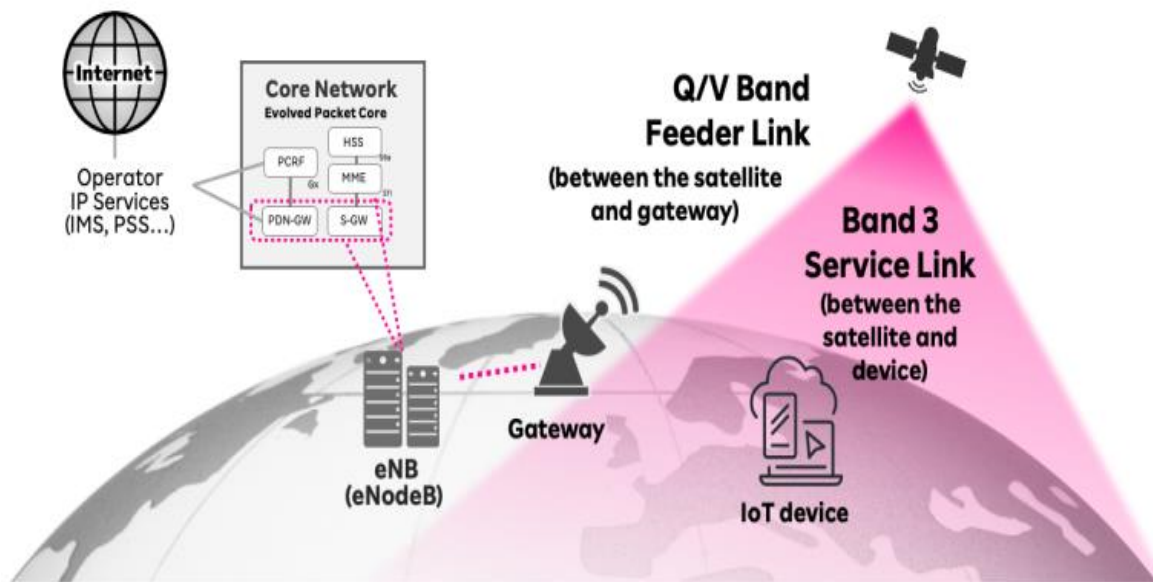 Internet
Operator
IP Services
(IMS, PSS...)
Core Network
Evolved Packet Core
HSS
PCRF
MME
Gx
PDN-GW
S-GW
Q/V Band
Feeder Link
(between the satellite
and gateway)
Band 3
Service Link
(between the
satellite and
device)
eNB
(eNodeB)
Gateway
IoT device